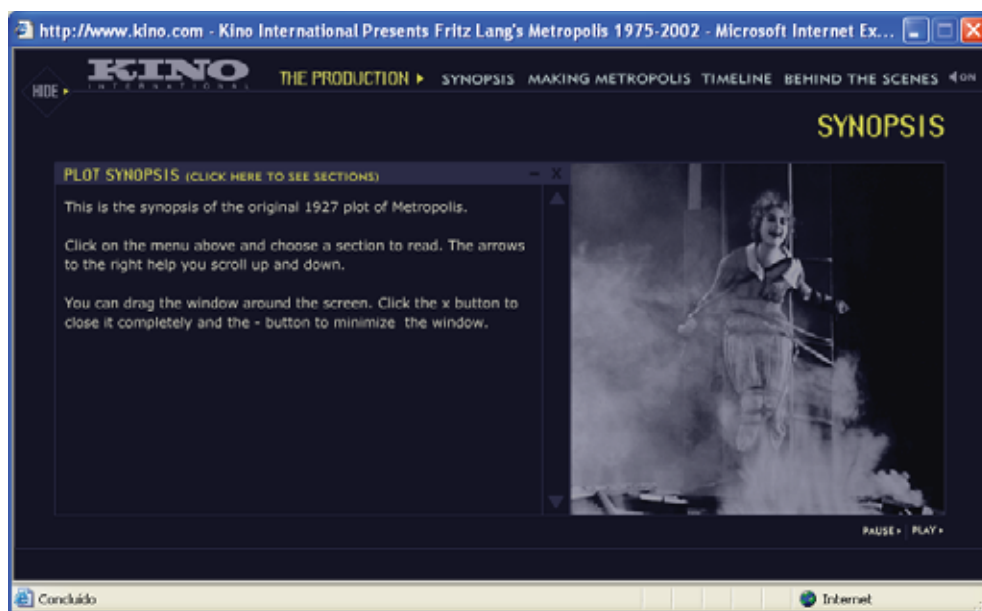 http://www.kino.com - Kino International Presents Fritz Lang's Metropolis 1975-2002 - Microsoft Internet Ex...
HIDE
KINO
INTERNATIONAL
THE PRODUCTION SYNOPSIS MAKING METROPOLIS TIMELINE BEHIND THE SCENES ON
SYNOPSIS
PLOT SYNOPSIS (CLICK HERE TO SEE SECTIONS) - X
This is the synopsis of the original 1927 plot of Metropolis.
Click on the menu above and choose a section to read. The arrows
to the right help you scroll up and down.
You can drag the window around the screen. Click the x button to
close it completely and the - button to minimize the window.
PAUSE PLAY
Concluído
Internet